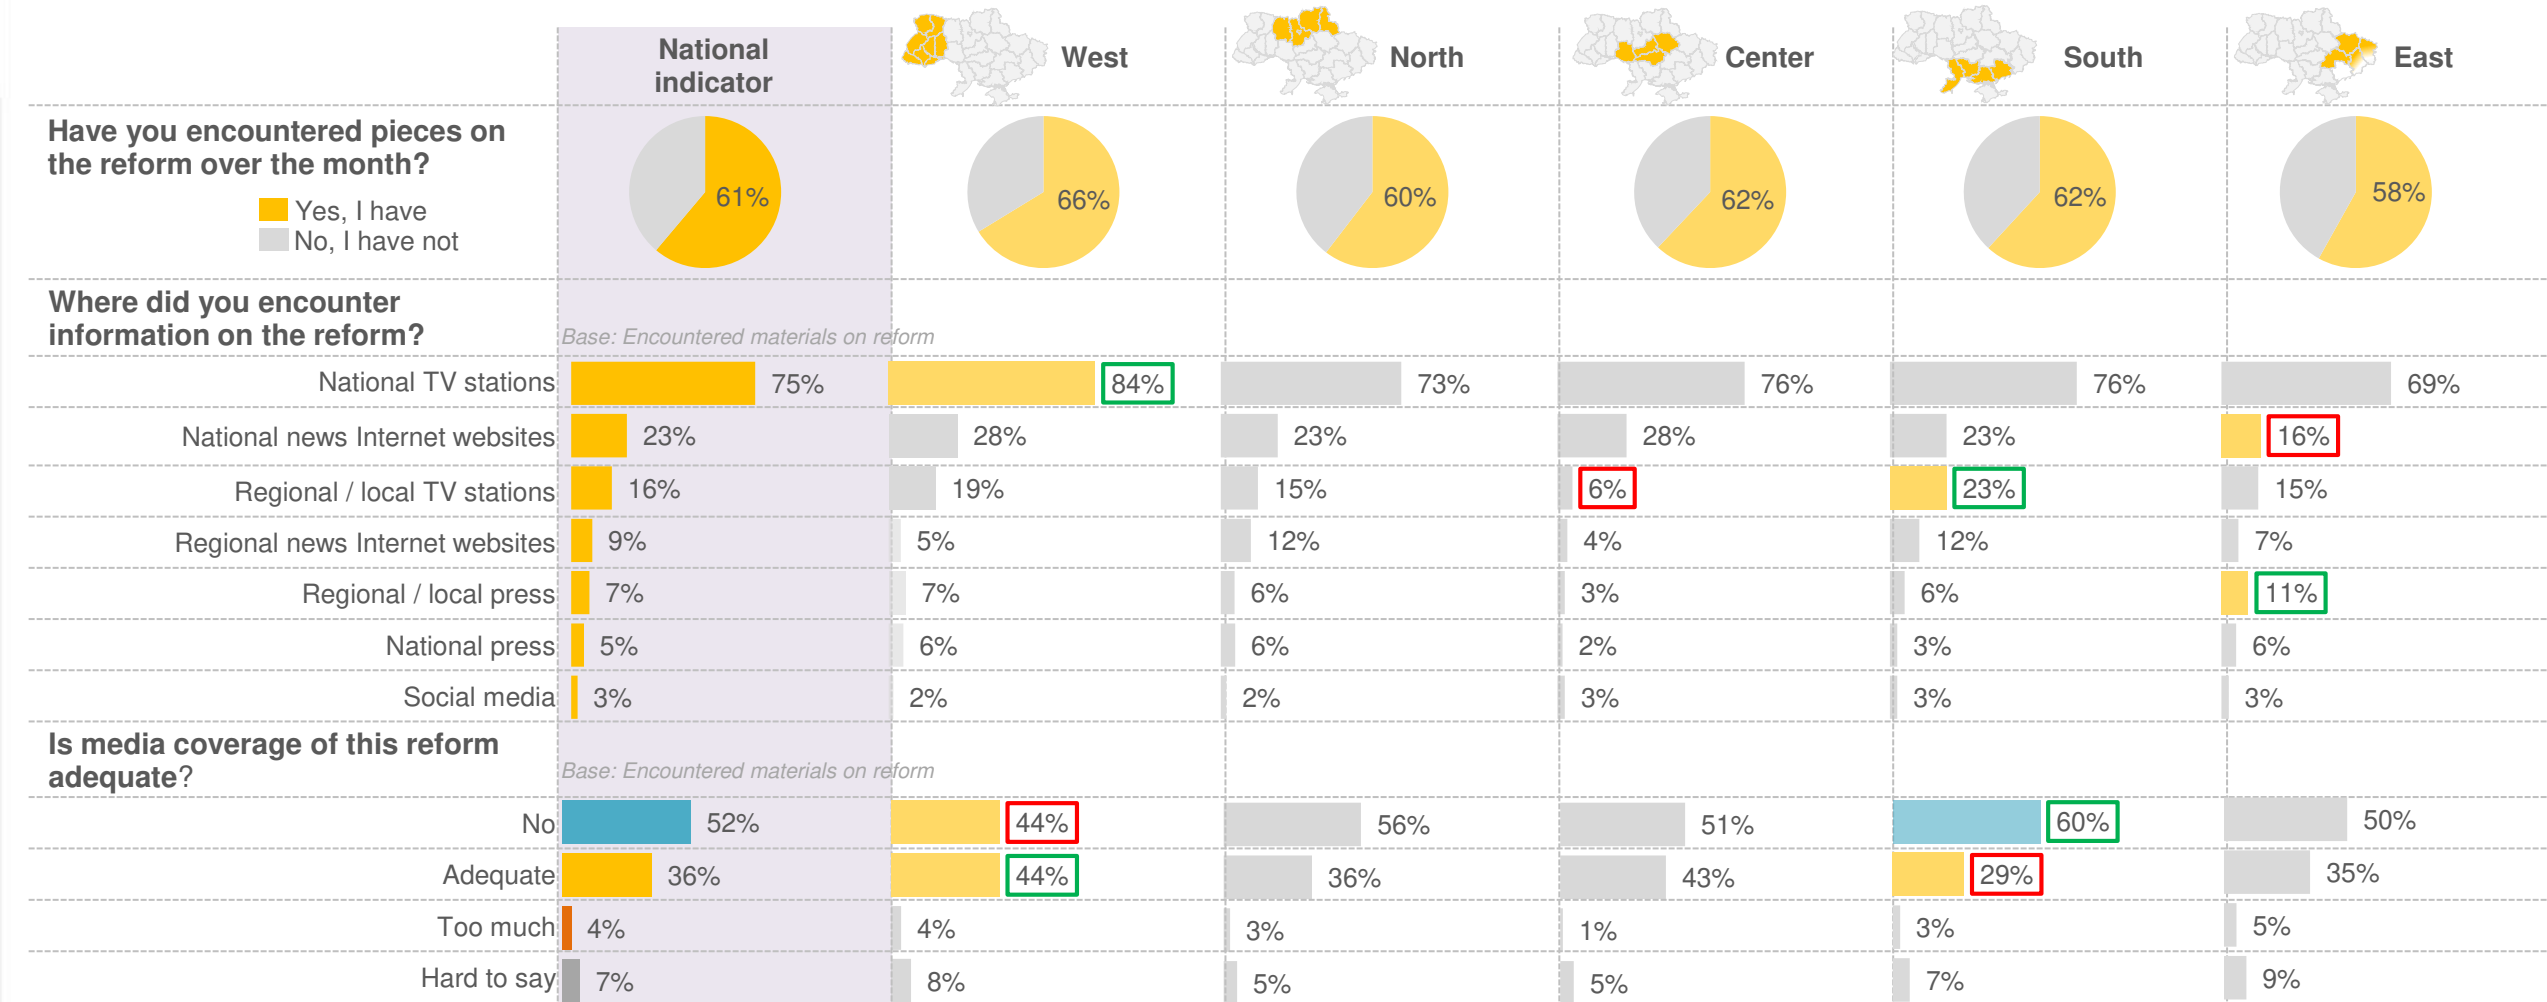 National
indicator
West
North
Center
South
East
Have you encountered pieces on
the reform over the month?
Yes, I have
No, I have not
61%
66%
60%
62%
62%
58%
Where did you encounter
information on the reform?
Base: Encountered materials on reform
National TV stations 75% 84% 73% 76% 76% 69%
National news Internet websites 23% 28% 23% 28% 23% 16%
Regional / local TV stations 16% 19% 15% 6% 23% 15%
Regional news Internet websites 9% 5% 12% 4% 12% 7%
Regional / local press 7% 7% 6% 3% 6% 11%
National press 5% 6% 6% 2% 3% 6%
Social media 3% 2% 2% 3% 3% 3%
Is media coverage of this reform
adequate?
Base: Encountered materials on reform
No 52% 44% 56% 51% 60% 50%
Adequate 36% 44% 36% 43% 29% 35%
Too much 4% 4% 3% 1% 3% 5%
Hard to say 7% 8% 5% 5% 7% 9%